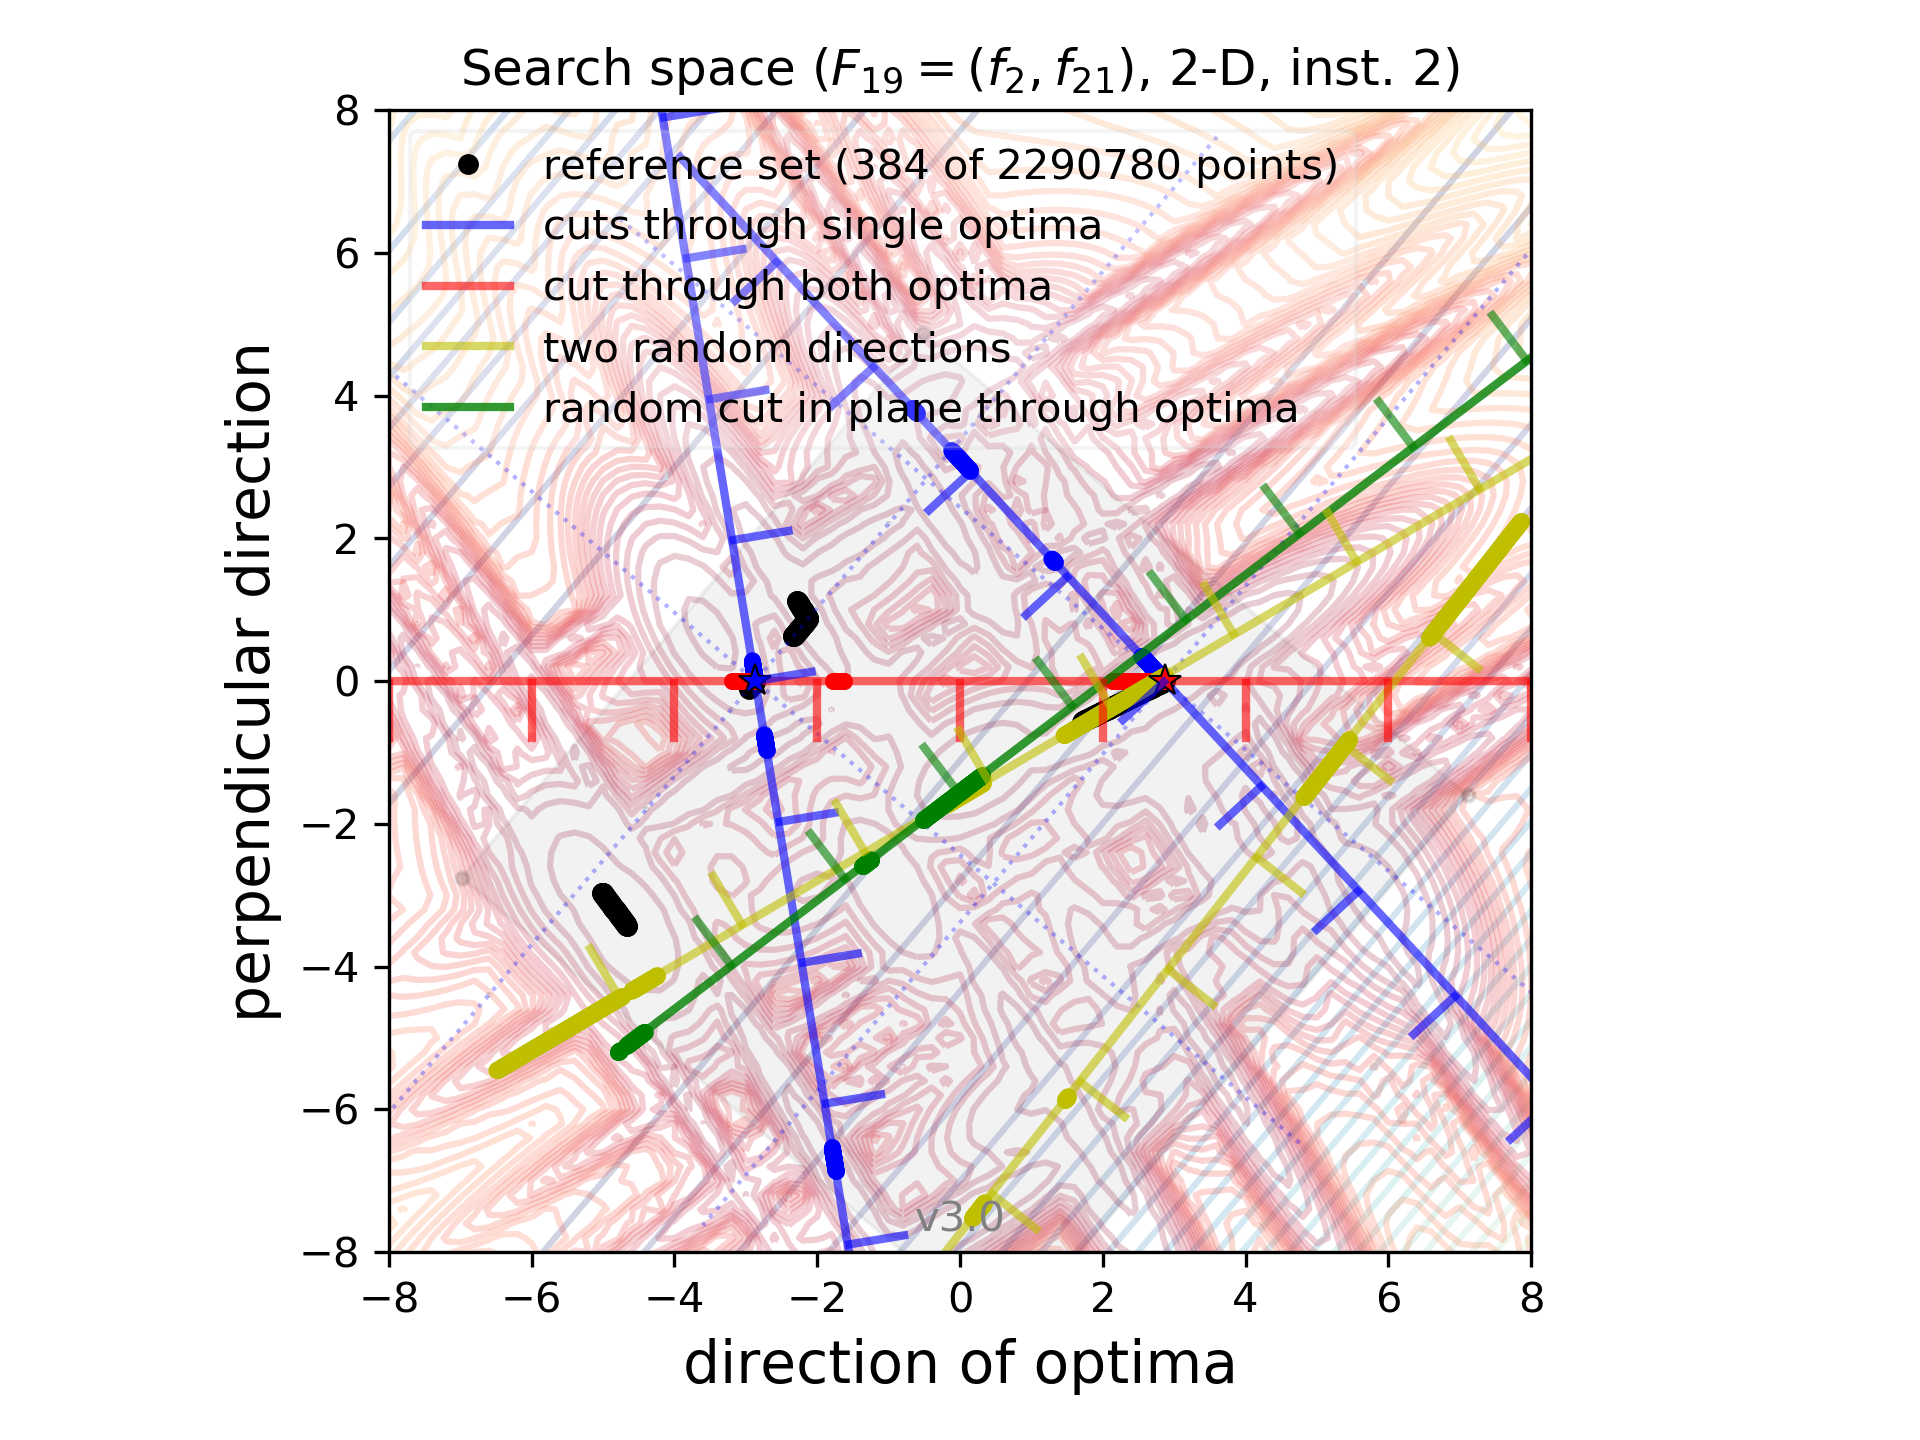 Search space (F19 = (f2, f21), 2-D, inst. 2)
reference set (384 of 2290780 points)
cuts through single optima
cut through both optima
two random directions
random cut in plane through optima
8
6
4
2
0
−2
−4
−6
−8
perpendicular direction
v3.0
−8 −6 −4 −2 0 2 4 6 8
direction of optima